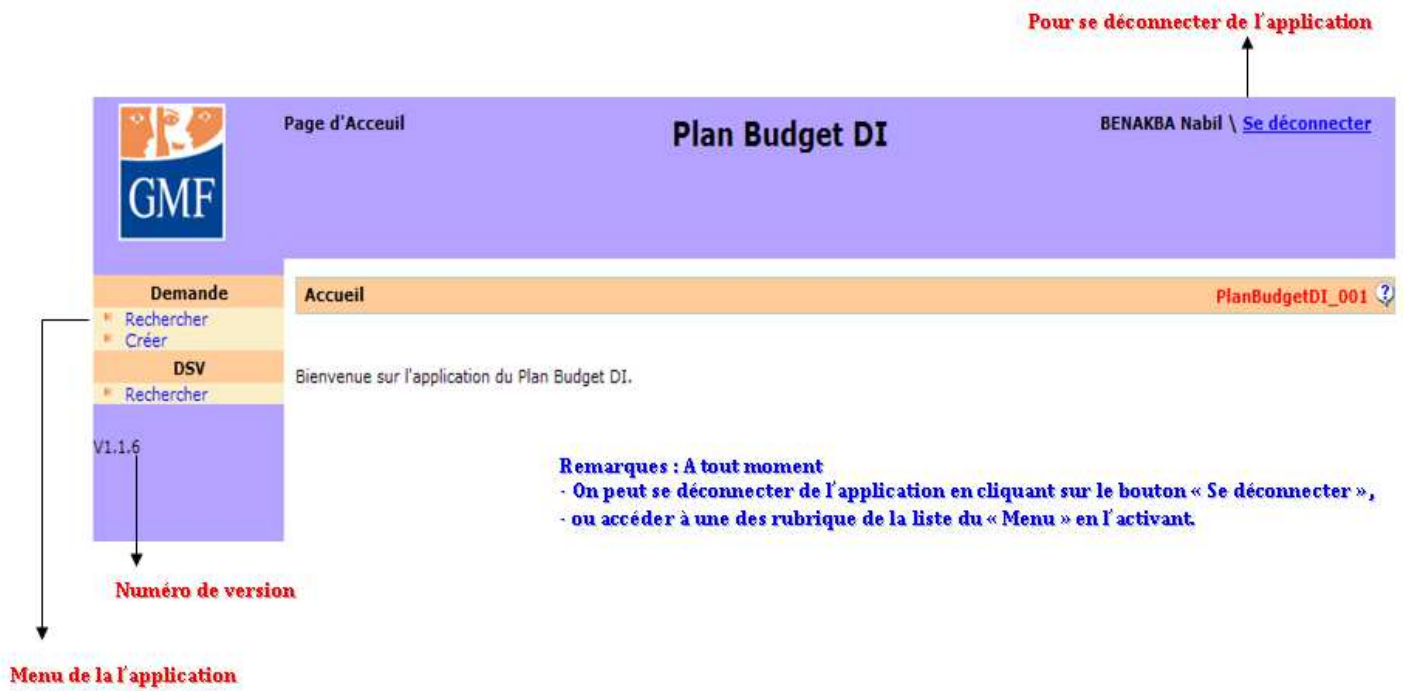 Pour se déconnecter de l'application
Page d'Acceuil
Plan Budget DI
BENAKBA Nabil \ Se déconnecter
GMF
Demande
Rechercher
Créer
DSV
Rechercher
V1.1.6
Accueil
PlanBudgetDI_001 ?
Bienvenue sur l'application du Plan Budget DI.
Remarques : A tout moment
- On peut se déconnecter de l'application en cliquant sur le bouton « Se déconnecter »,
- ou accéder à une des rubrique de la liste du « Menu » en l'activant.
Numéro de version
Menu de la l'application